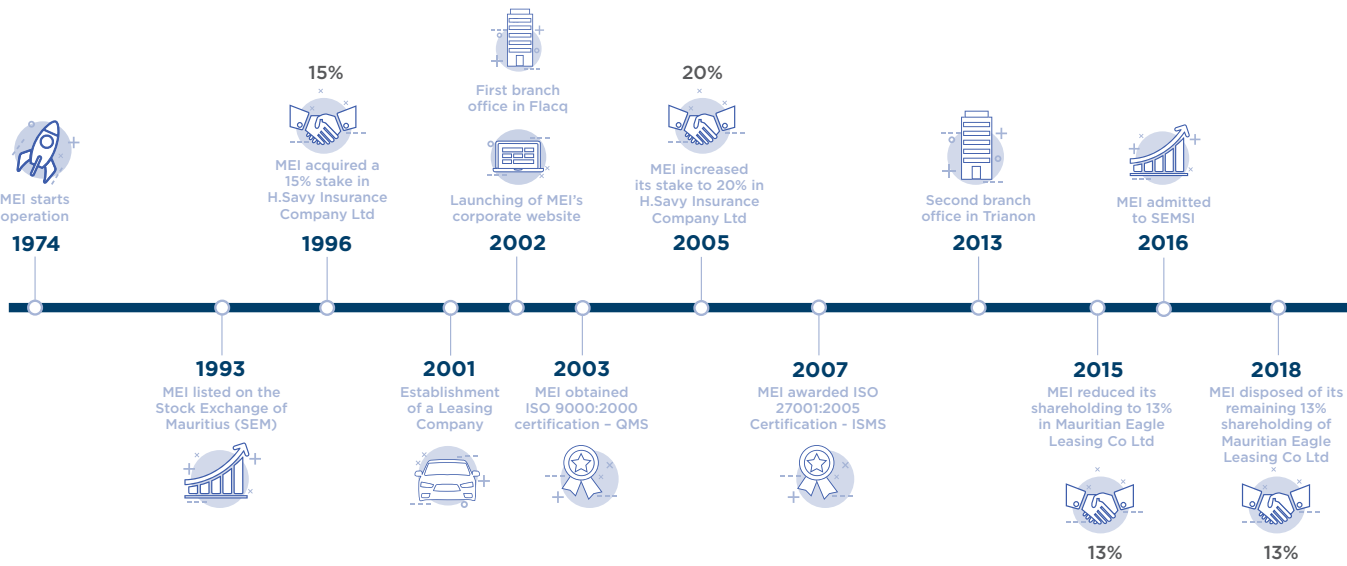 MEI starts
operation
1974
15%
MEI acquired a
15% stake in
H.Savy Insurance
Company Ltd
1996
First branch
office in Flacq
Launching of MEI's
corporate website
2002
20%
MEI increased
its stake to 20% in
H.Savy Insurance
Company Ltd
2005
Second branch
office in Trianon
2013
MEI admitted
to SEMSI
2016
1993
MEI listed on the
Stock Exchange of
Mauritius (SEM)
2001
Establishment
of a Leasing
Company
2003
MEI obtained
ISO 9000:2000
certification – QMS
2007
MEI awarded ISO
27001:2005
Certification - ISMS
2015
MEI reduced its
shareholding to 13%
in Mauritian Eagle
Leasing Co Ltd
13%
2018
MEI disposed of its
remaining 13%
shareholding of
Mauritian Eagle
Leasing Co Ltd
13%